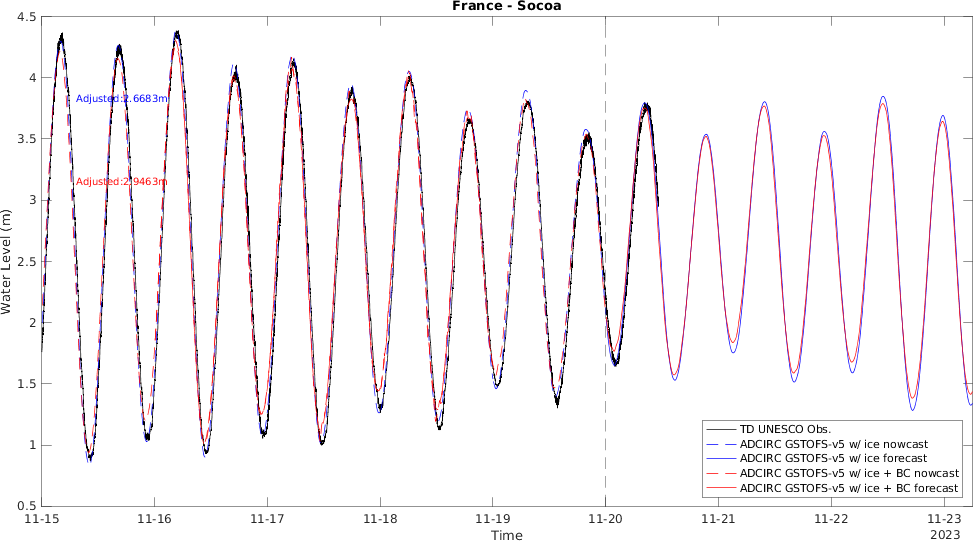 France - Socoa
4.5
4
3.5
3
2.5
2
1.5
1
0.5
Water Level (m)
Adjusted:2.6683m
Adjusted:2.9463m
TD UNESCO Obs.
ADCIRC GSTOFS-v5 w/ ice nowcast
ADCIRC GSTOFS-v5 w/ ice forecast
ADCIRC GSTOFS-v5 w/ ice + BC nowcast
ADCIRC GSTOFS-v5 w/ ice + BC forecast
11-15 11-16 11-17 11-18 11-19 11-20 11-21 11-22 11-23
2023
Time